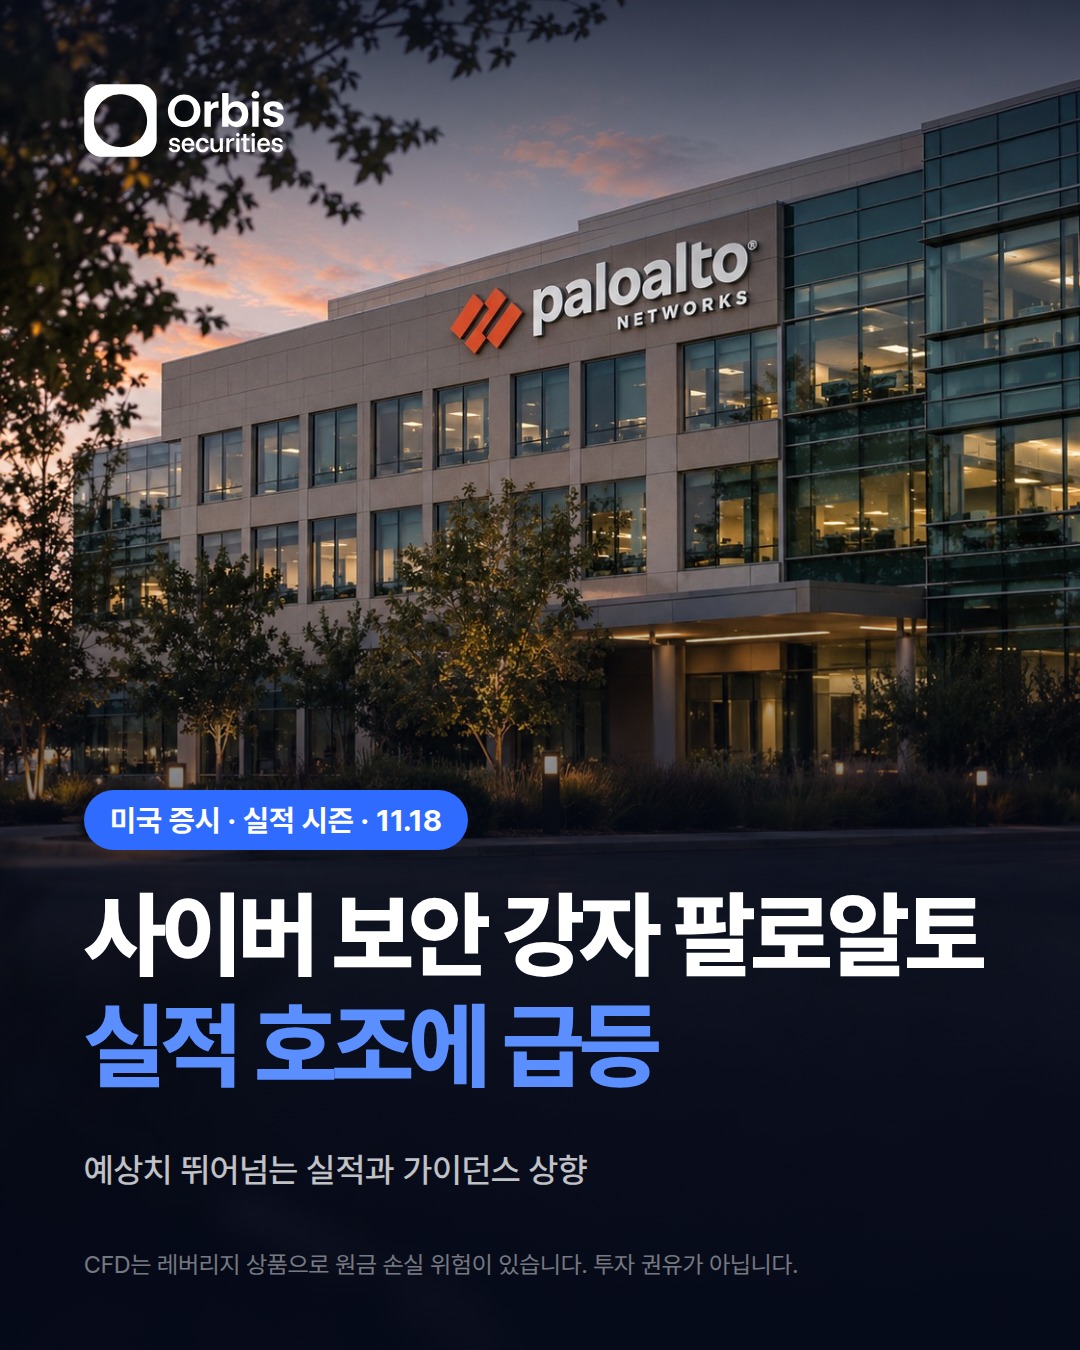 Orbis
securities
paloalto®
NETWORKS
미국 증시 · 실적 시즌 · 11.18
사이버 보안 강자 팔로알토
실적 호조에 급등
예상치 뛰어넘는 실적과 가이던스 상향
CFD는 레버리지 상품으로 원금 손실 위험이 있습니다. 투자 권유가 아닙니다.